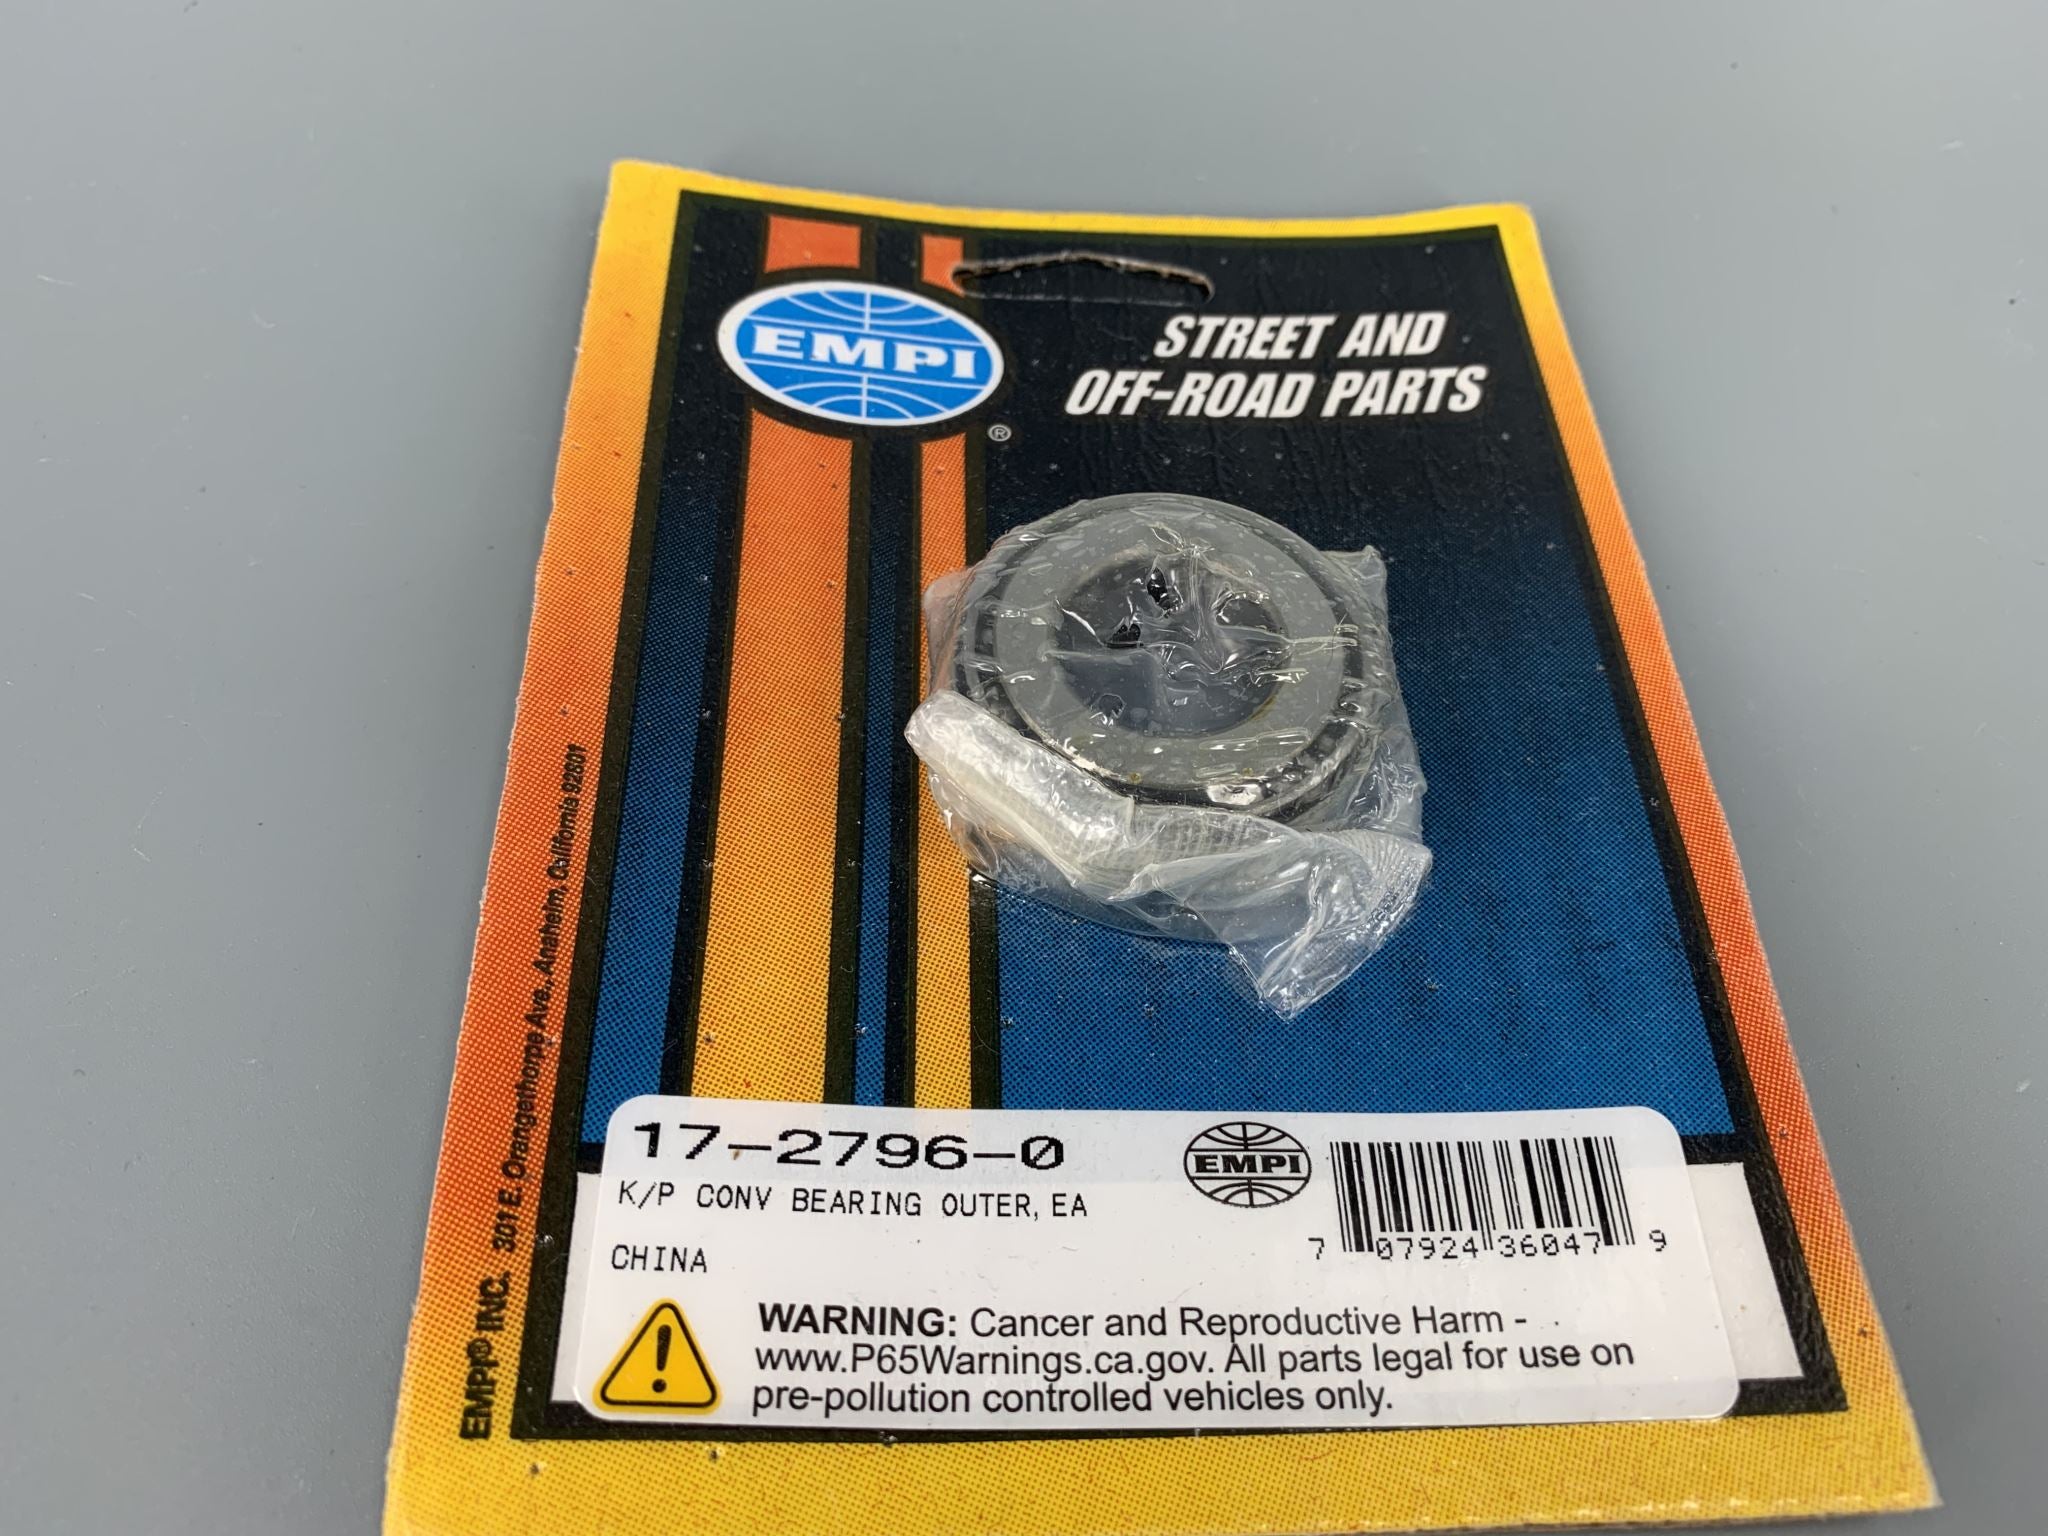 EMPI
®
STREET AND
OFF-ROAD PARTS
EMPI® INC. 301 E. Orangethorpe Ave., Anaheim, California 92801
17-2796-0
K/P CONV BEARING OUTER, EA
CHINA
EMPI
7 07924 36047 9
WARNING: Cancer and Reproductive Harm -
www.P65Warnings.ca.gov. All parts legal for use on
pre-pollution controlled vehicles only.